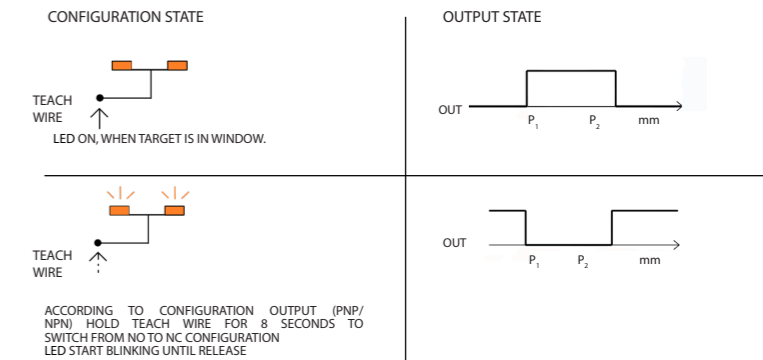 CONFIGURATION STATE
OUTPUT STATE
TEACH
WIRE
LED ON, WHEN TARGET IS IN WINDOW.
OUT
P1 P2 mm
TEACH
WIRE
ACCORDING TO CONFIGURATION OUTPUT (PNP/
NPN) HOLD TEACH WIRE FOR 8 SECONDS TO
SWITCH FROM NO TO NC CONFIGURATION
LED START BLINKING UNTIL RELEASE
OUT
P1 P2 mm